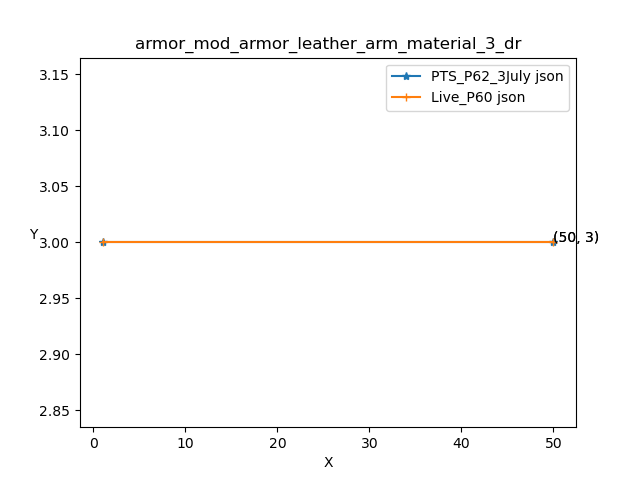 armor_mod_armor_leather_arm_material_3_dr
PTS_P62_3July json
Live_P60 json
3.15
3.10
3.05
Y
3.00
(50, 3)
2.95
2.90
2.85
0 10 20 30 40 50
X